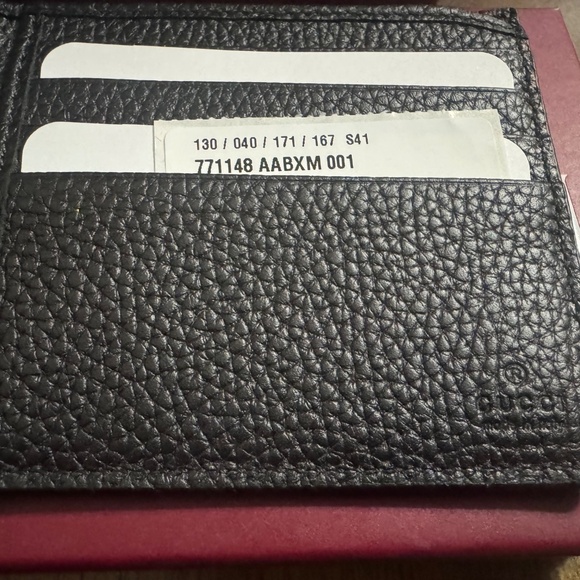 130 / 040 / 171 / 167 S41
771148 AABXM 001
GUCCI